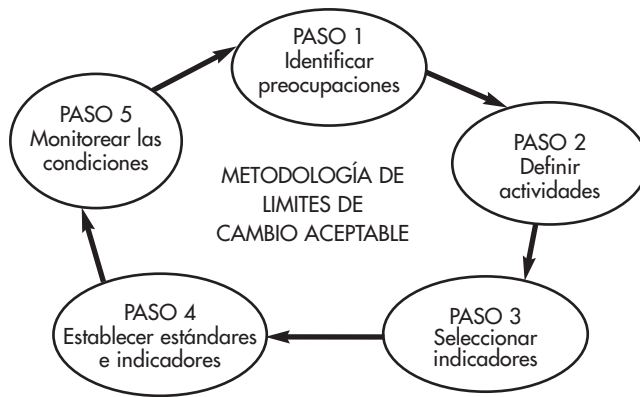 PASO 1
Identificar
preocupaciones
PASO 2
Definir
actividades
PASO 3
Seleccionar
indicadores
PASO 4
Establecer estándares
e indicadores
PASO 5
Monitorear las
condiciones
METODOLOGÍA DE
LIMITES DE
CAMBIO ACEPTABLE